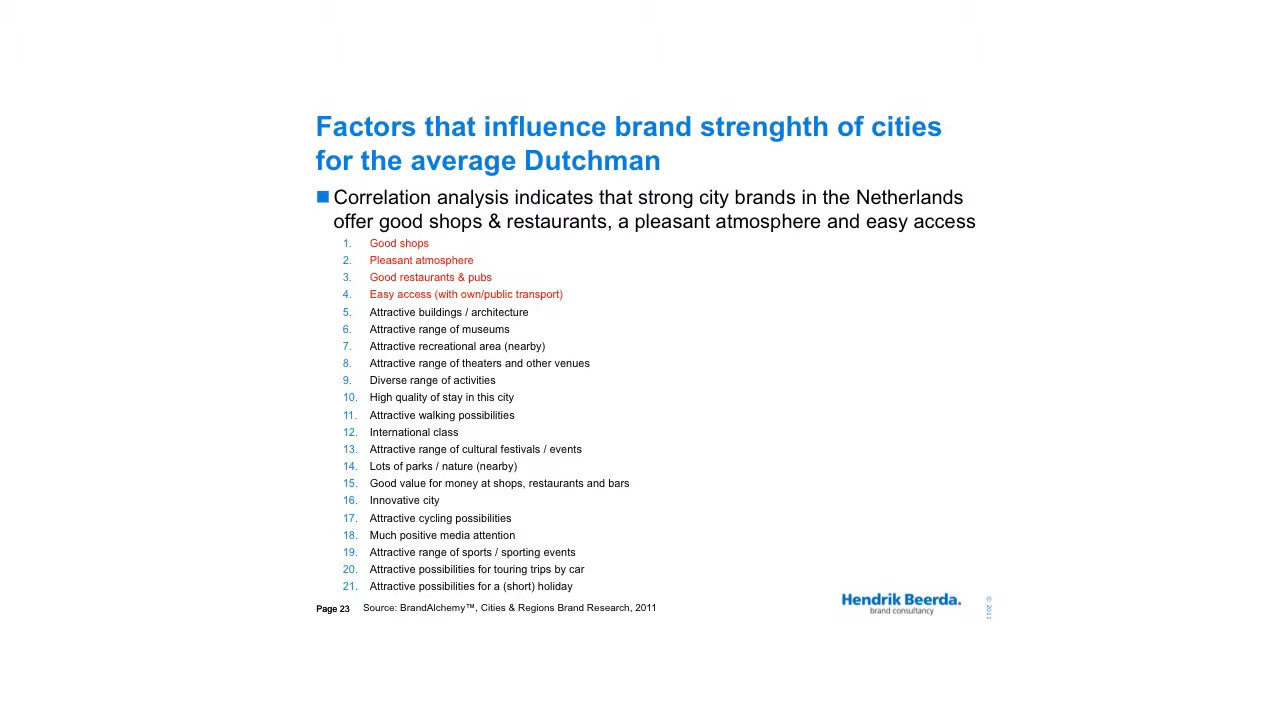 Factors that influence brand strenghth of cities
for the average Dutchman
Correlation analysis indicates that strong city brands in the Netherlands
offer good shops & restaurants, a pleasant atmosphere and easy access
1. Good shops
2. Pleasant atmosphere
3. Good restaurants & pubs
4. Easy access (with own/public transport)
5. Attractive buildings / architecture
6. Attractive range of museums
7. Attractive recreational area (nearby)
8. Attractive range of theaters and other venues
9. Diverse range of activities
10. High quality of stay in this city
11. Attractive walking possibilities
12. International class
13. Attractive range of cultural festivals / events
14. Lots of parks / nature (nearby)
15. Good value for money at shops, restaurants and bars
16. Innovative city
17. Attractive cycling possibilities
18. Much positive media attention
19. Attractive range of sports / sporting events
20. Attractive possibilities for touring trips by car
21. Attractive possibilities for a (short) holiday
Page 23 Source: BrandAlchemy™, Cities & Regions Brand Research, 2011
Hendrik Beerda.
brand consultancy
© 2011